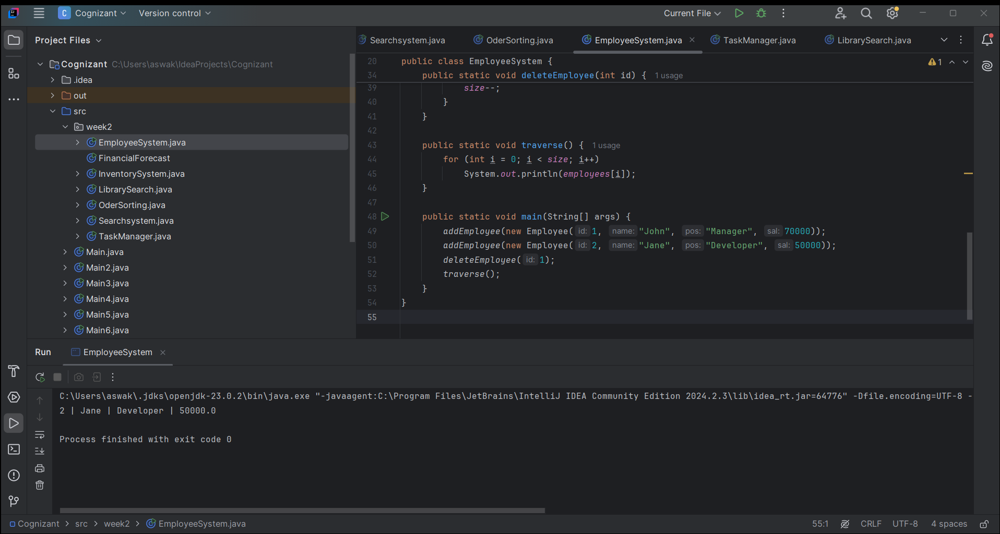 C Cognizant Version control Current File
Project Files
Cognizant C:\Users\aswak\IdeaProjects\Cognizant
.idea
out
src
week2
EmployeeSystem.java
FinancialForecast
InventorySystem.java
LibrarySearch.java
OderSorting.java
Searchsystem.java
TaskManager.java
Main.java
Main2.java
Main3.java
Main4.java
Main5.java
Main6.java
Searchsystem.java OderSorting.java EmployeeSystem.java TaskManager.java LibrarySearch.java
20 public class EmployeeSystem { 1
34 public static void deleteEmployee(int id) { 1 usage
39 size--;
40 }
41 }
42
43 public static void traverse() { 1 usage
44 for (int i = 0; i < size; i++)
45 System.out.println(employees[i]);
46 }
47
48 public static void main(String[] args) {
49 addEmployee(new Employee( id: 1, name: "John", pos: "Manager", sal: 70000));
50 addEmployee(new Employee( id: 2, name: "Jane", pos: "Developer", sal: 50000));
51 deleteEmployee( id: 1);
52 traverse();
53 }
54 }
55
Run EmployeeSystem
C:\Users\aswak\.jdks\openjdk-23.0.2\bin\java.exe "-javaagent:C:\Program Files\JetBrains\IntelliJ IDEA Community Edition 2024.2.3\lib\idea_rt.jar=64776" -Dfile.encoding=UTF-8 -
2 | Jane | Developer | 50000.0
Process finished with exit code 0
Cognizant > src > week2 > EmployeeSystem.java 55:1 CRLF UTF-8 4 spaces